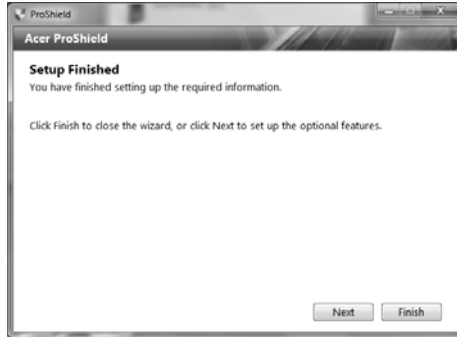 ProShield
Acer ProShield
Setup Finished
You have finished setting up the required information.
Click Finish to close the wizard, or click Next to set up the optional features.
Next Finish